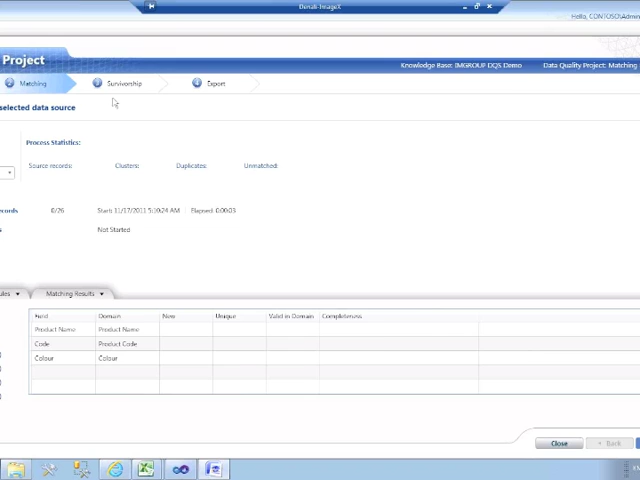 Denali-ImageX
Hello, CONTOSO\Admin
Project
Knowledge Base: IMGROUP DQS Demo Data Quality Project: Matching
Matching Survivorship Export
selected data source
Process Statistics:
Source records: Clusters: Duplicates: Unmatched:
0/26 Start: 11/17/2011 5:10:24 AM Elapsed: 0:00:03
Not Started
Matching Results
Field Domain New Unique Valid in Domain Completeness
Product Name Product Name
Code Product Code
Colour Colour
Close < Back